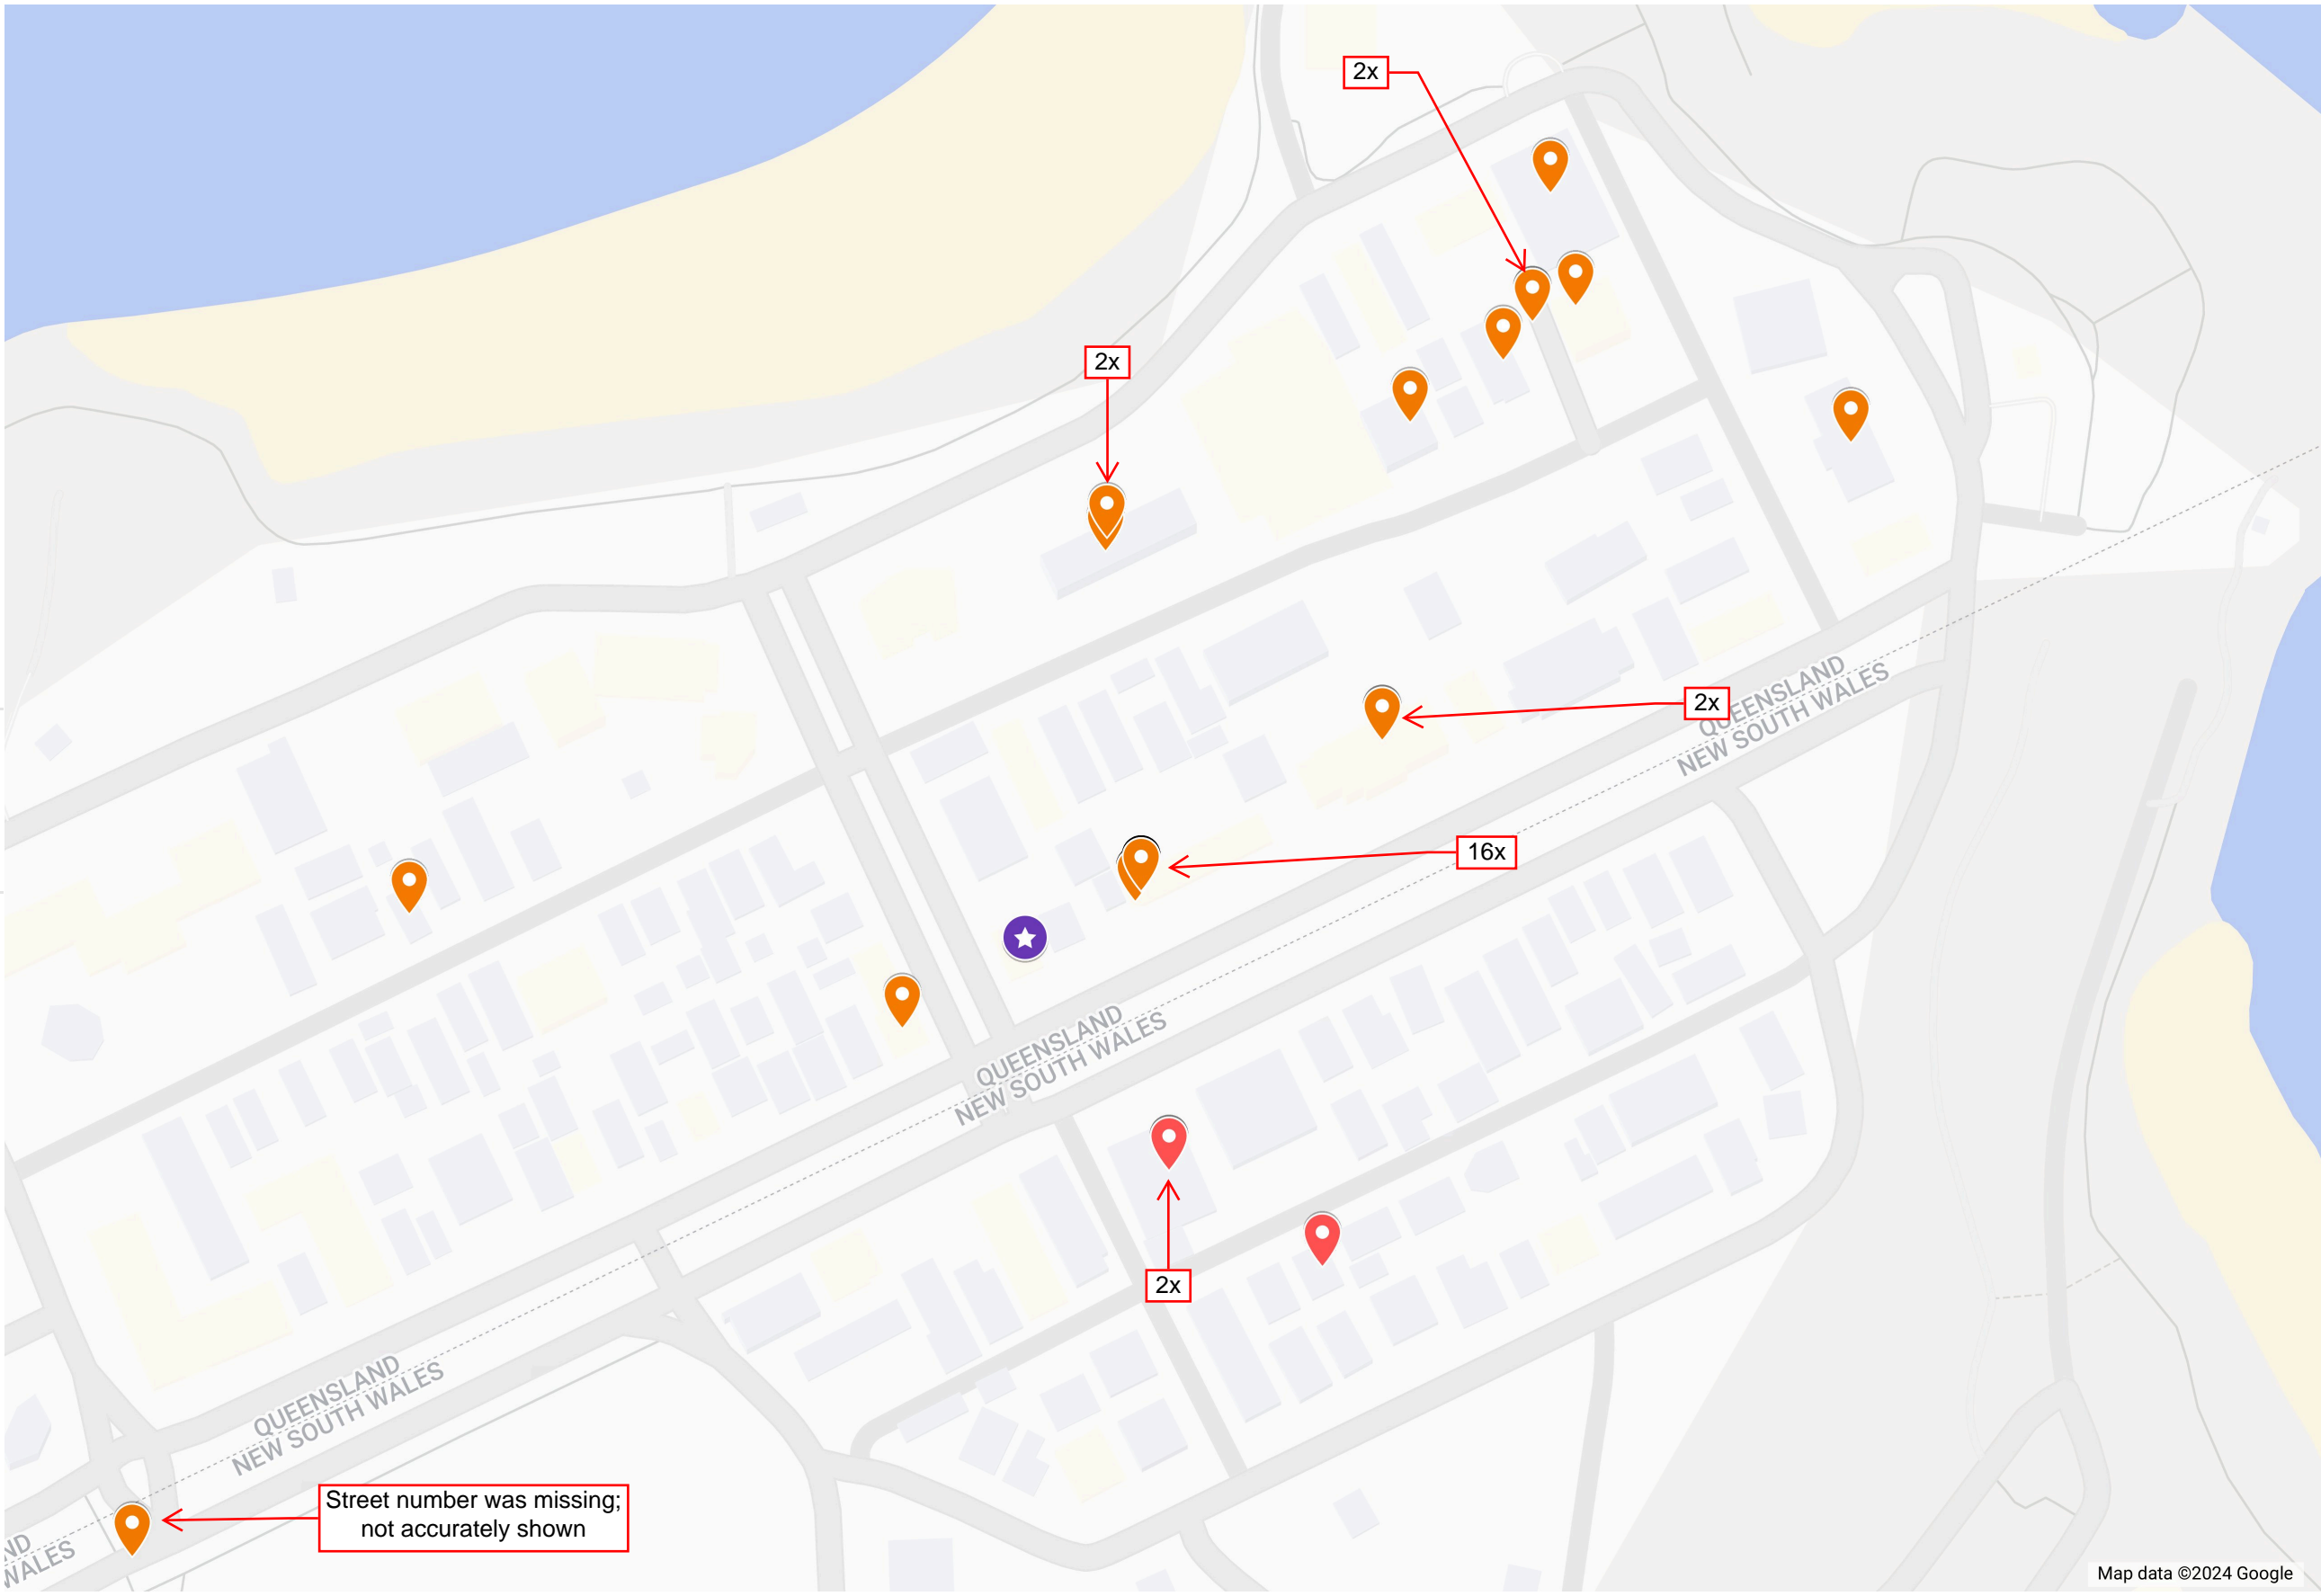 2x
2x
2x
QUEENSLAND
NEW SOUTH WALES
16x
QUEENSLAND
NEW SOUTH WALES
2x
QUEENSLAND
NEW SOUTH WALES
Street number was missing;
not accurately shown
ND
WALES
Map data ©2024 Google